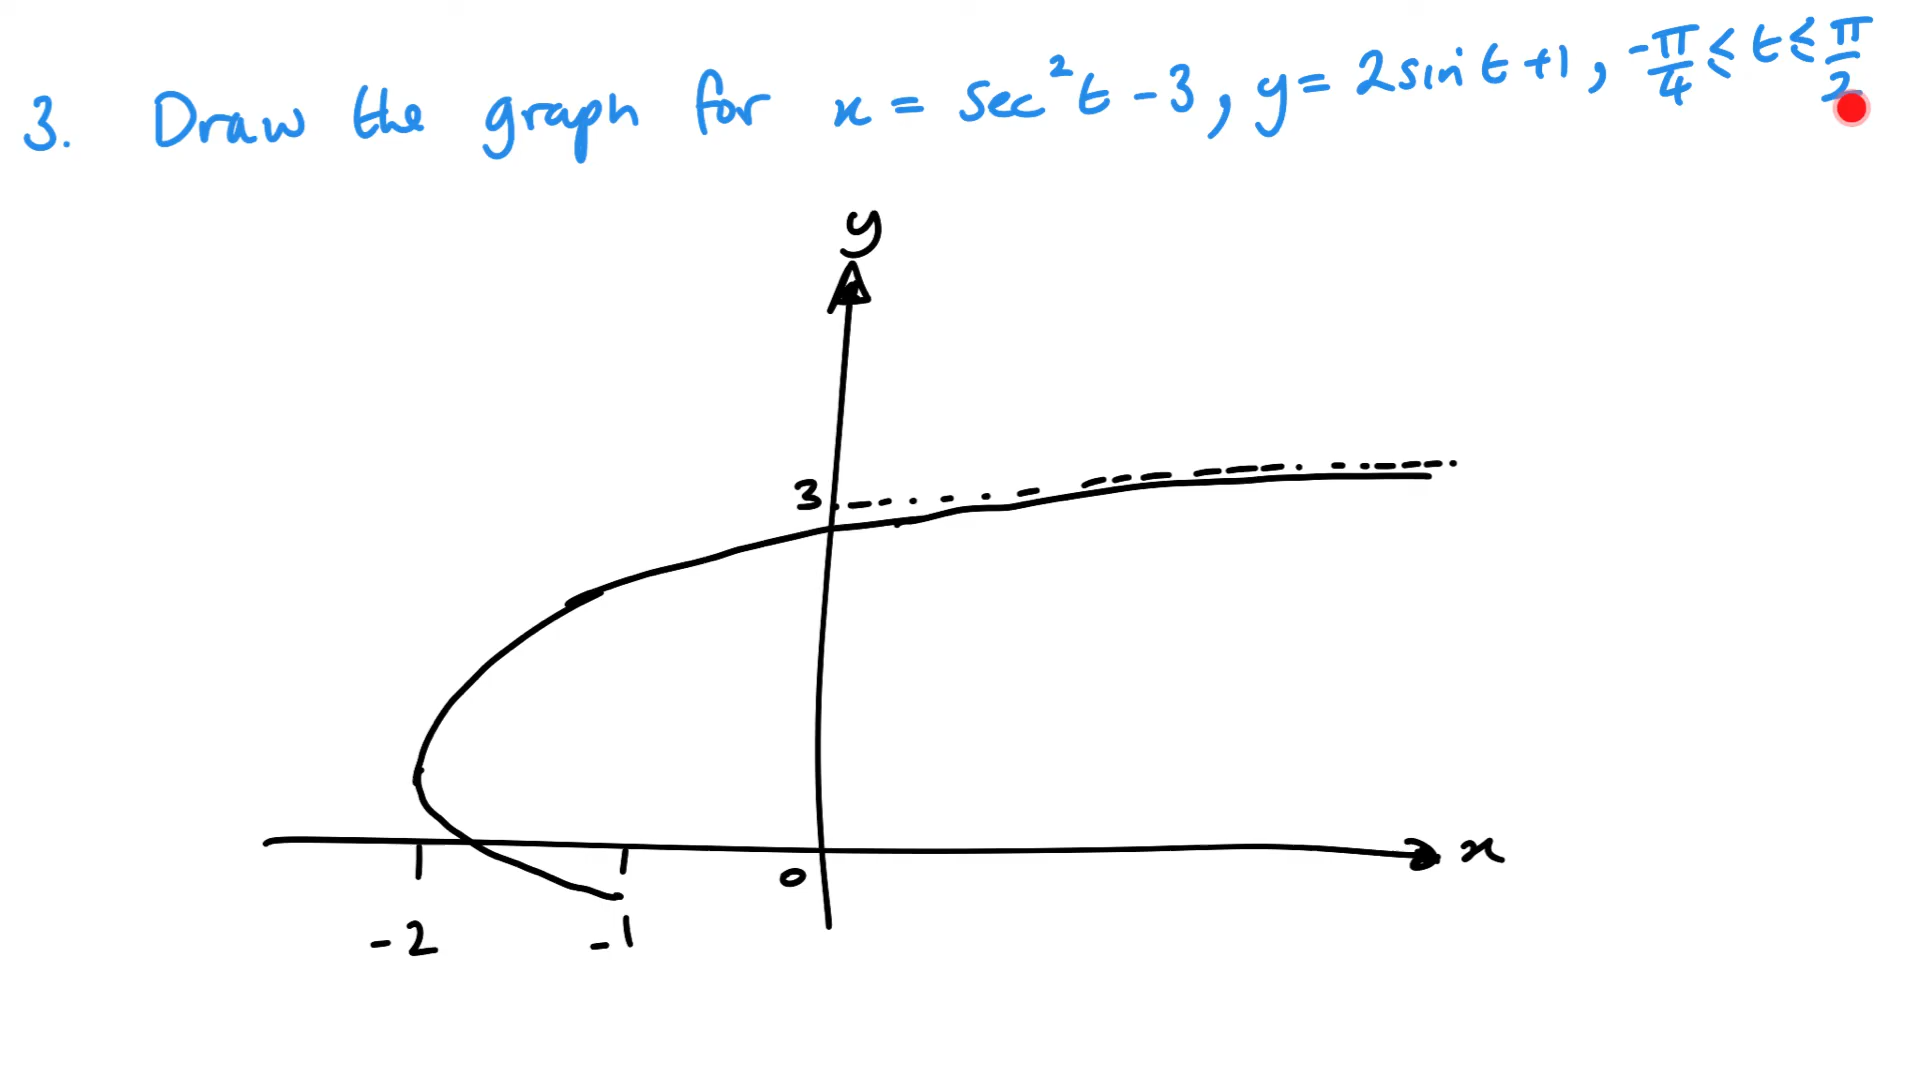 3. Draw the graph for x = sec²t - 3, y = 2sin t + 1, -π/4 ≤ t ≤ π/2
y
3
x
0
-2 -1